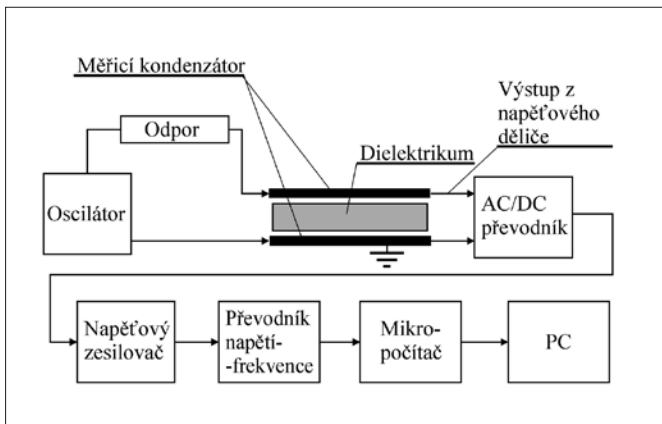 Měřicí kondenzátor
Výstup z
napěťového
děliče
Odpor
Dielektrikum
Oscilátor
AC/DC
převodník
Napěťový
zesilovač
Převodník
napětí-
-frekvence
Mikro-
počítač
PC